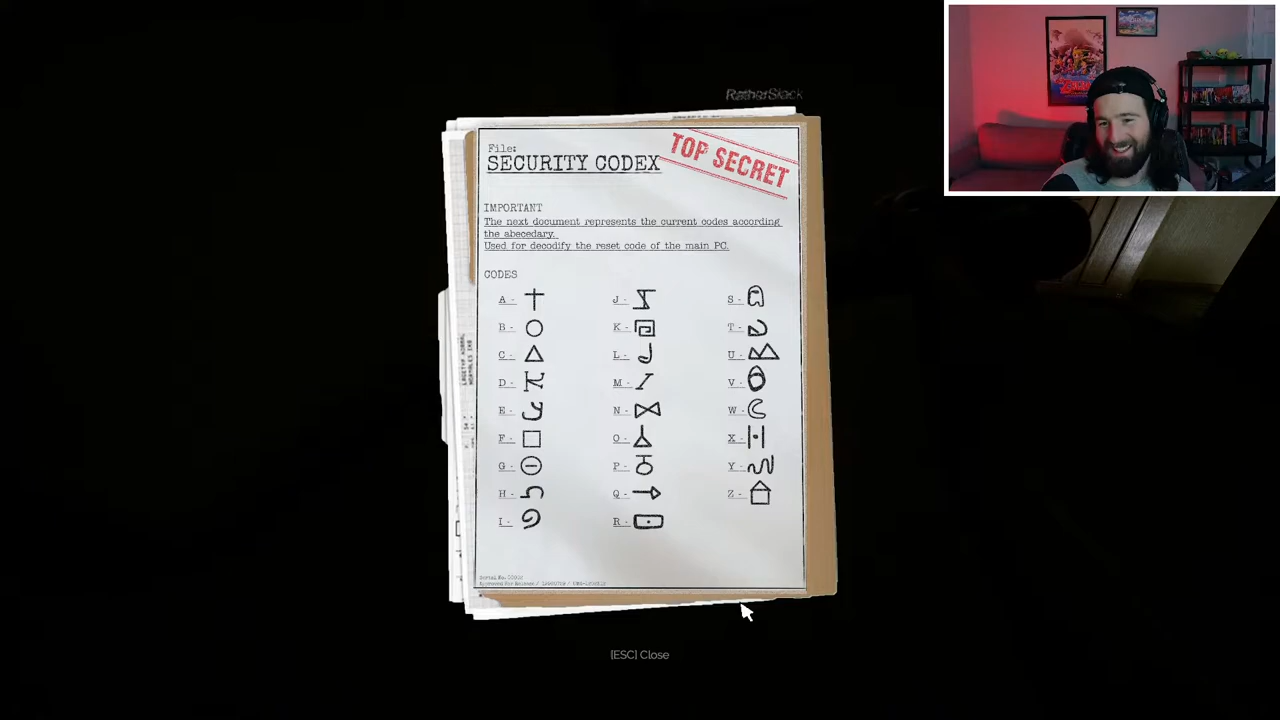 RatherSlack
File:
SECURITY CODEX
TOP SECRET
IMPORTANT
The next document represents the current codes according
the abecedary.
Used for decodify the reset code of the main PC.
CODES
A -
B -
C -
D -
E -
F -
G -
H -
I -
J -
K -
L -
M -
N -
O -
P -
Q -
R -
S -
T -
U -
V -
W -
X -
Y -
Z -
[ESC] Close